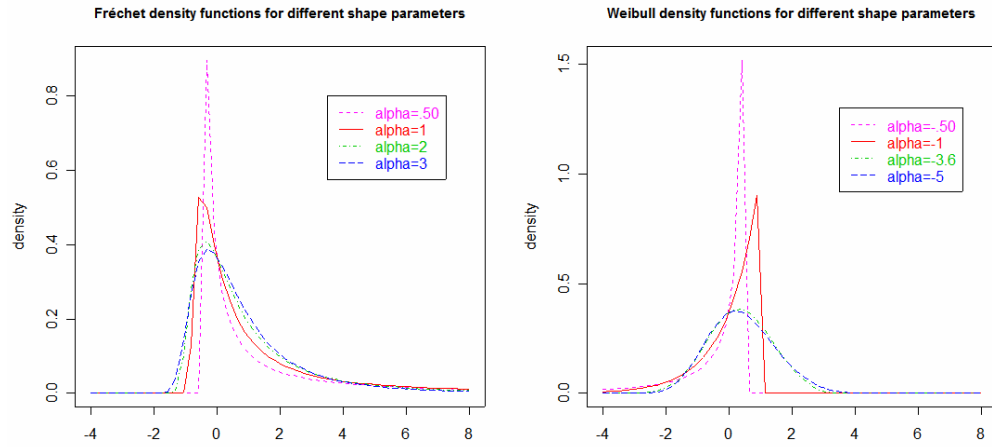 Fréchet density functions for different shape parameters
density
0.0
0.2
0.4
0.6
0.8
alpha=.50
alpha=1
alpha=2
alpha=3
-4
-2
0
2
4
6
8
Weibull density functions for different shape parameters
density
0.0
0.5
1.0
1.5
alpha=-.50
alpha=-1
alpha=-3.6
alpha=-5
-4
-2
0
2
4
6
8